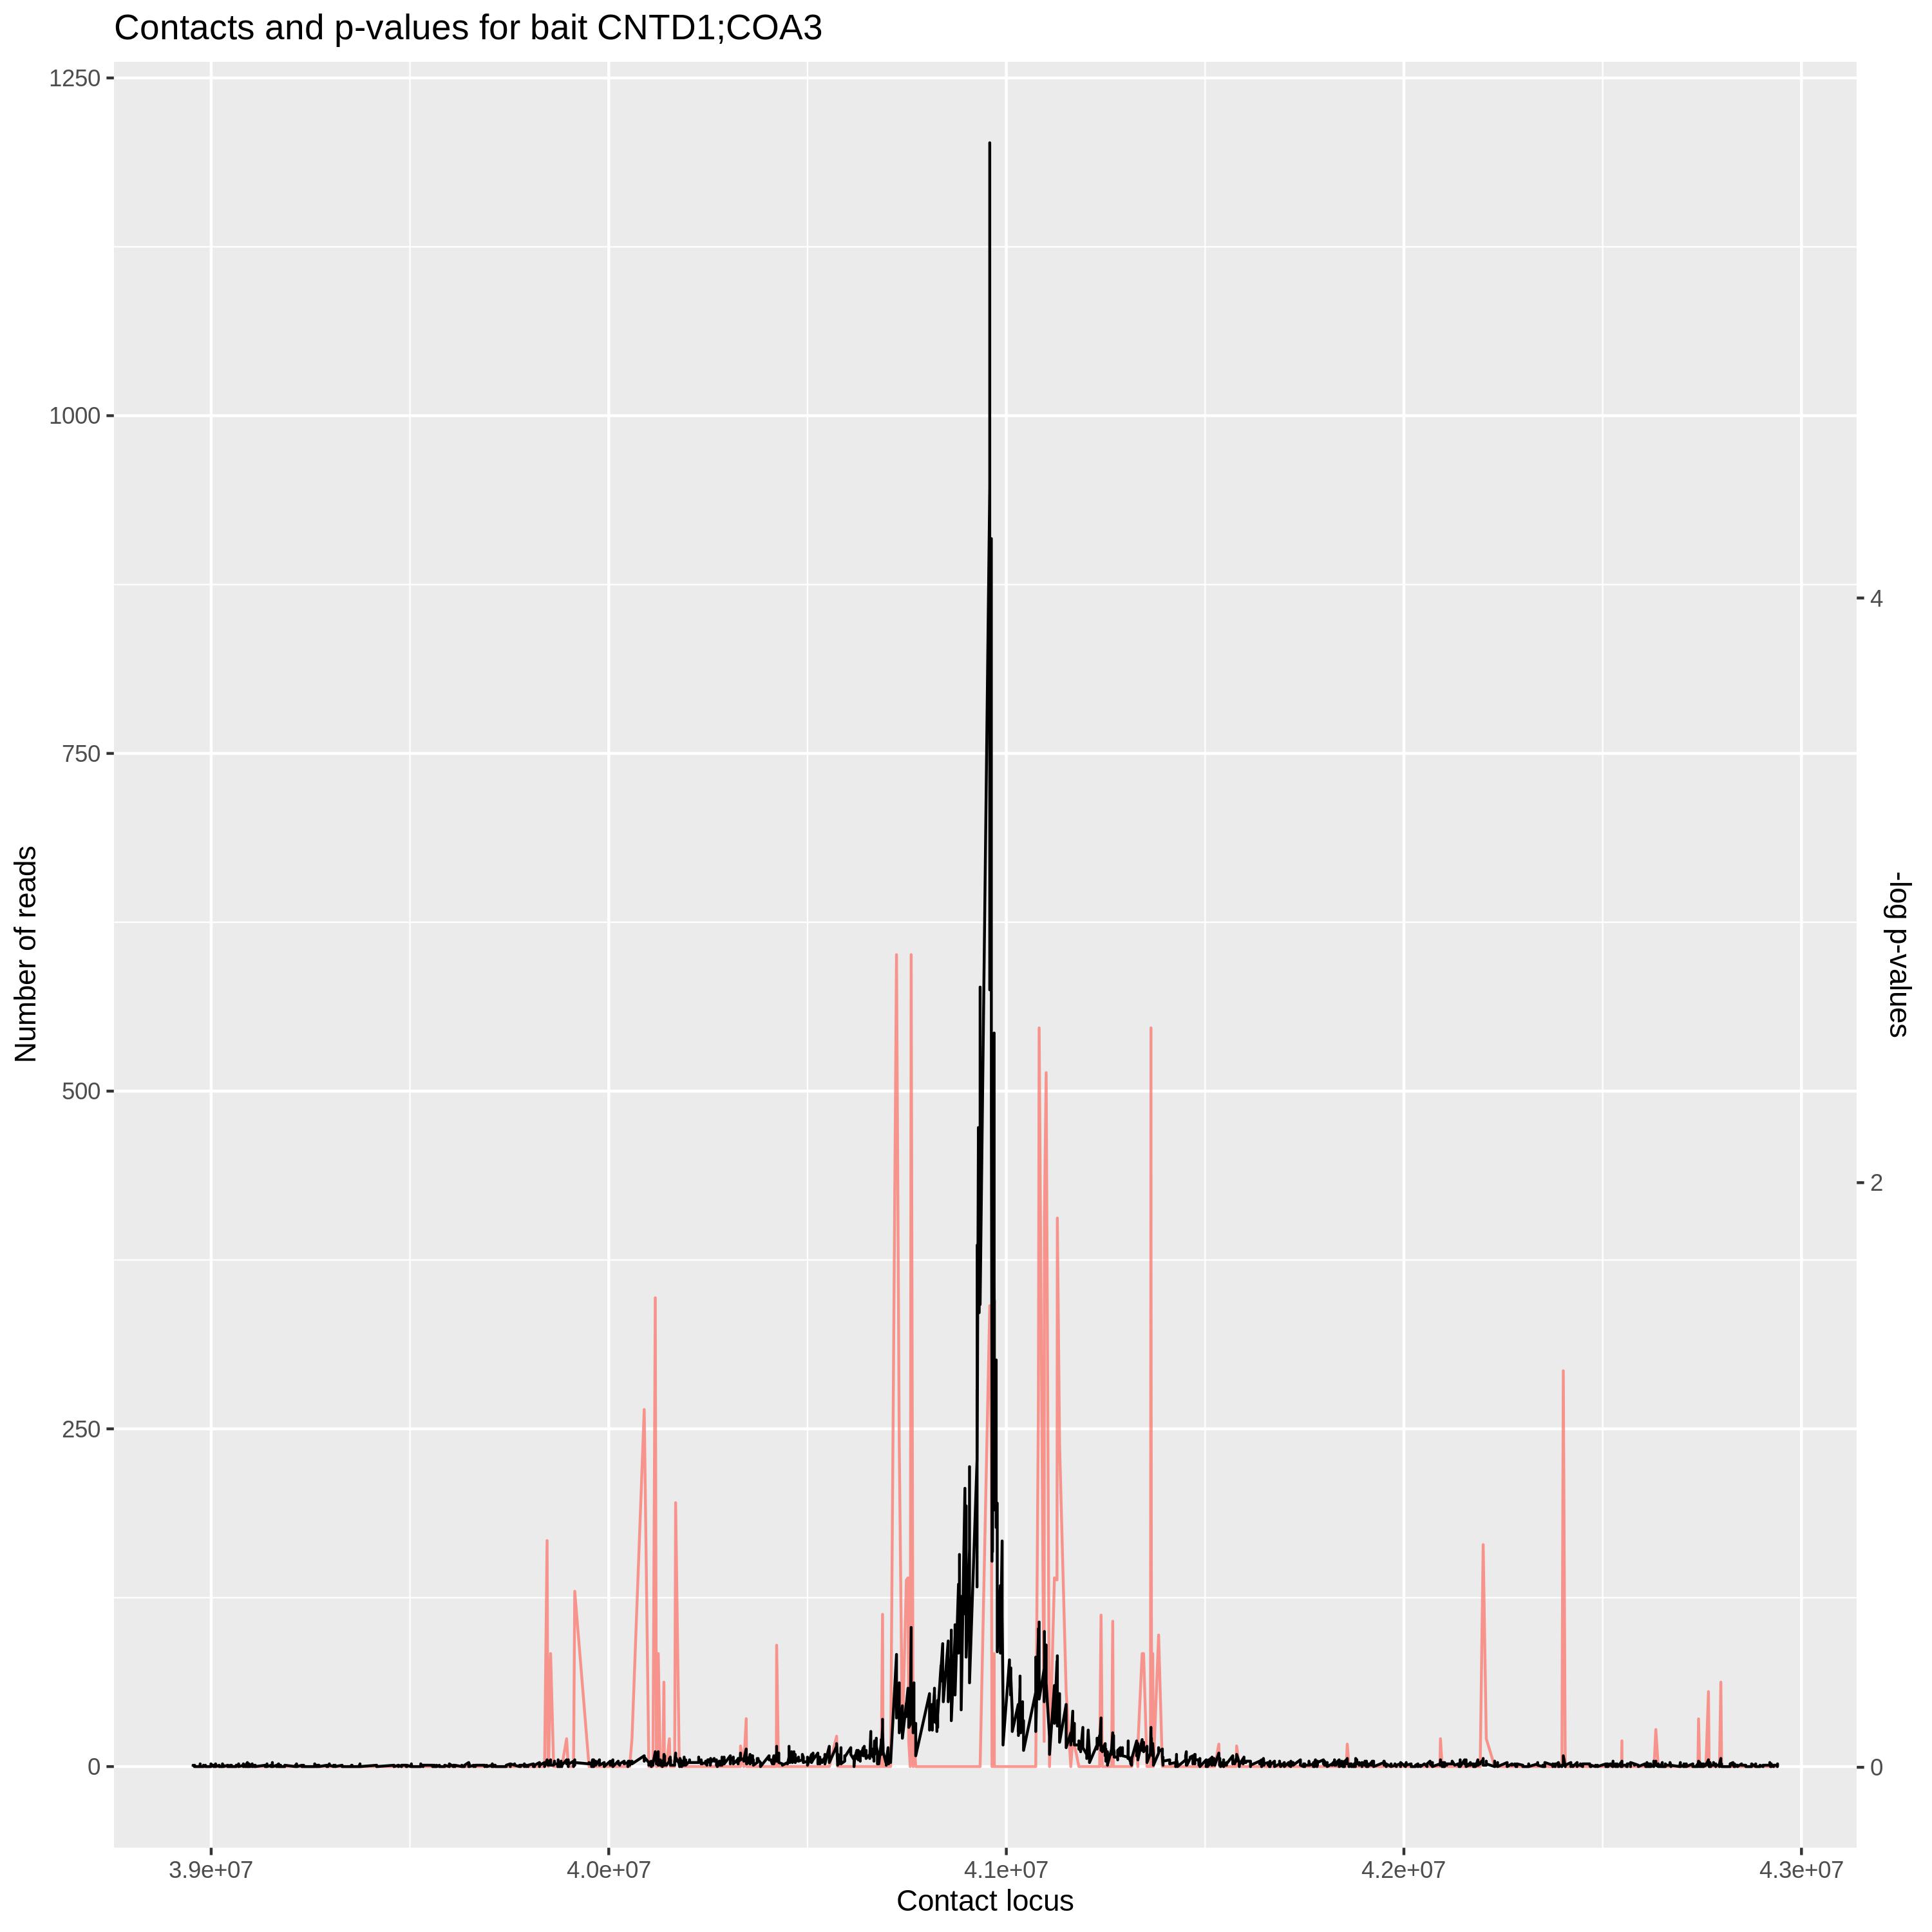 Contacts and p-values for bait CNTD1;COA3
1250
1000
750
500
250
0
Number of reads
4
2
0
-log p-values
3.9e+07
4.0e+07
4.1e+07
4.2e+07
4.3e+07
Contact locus